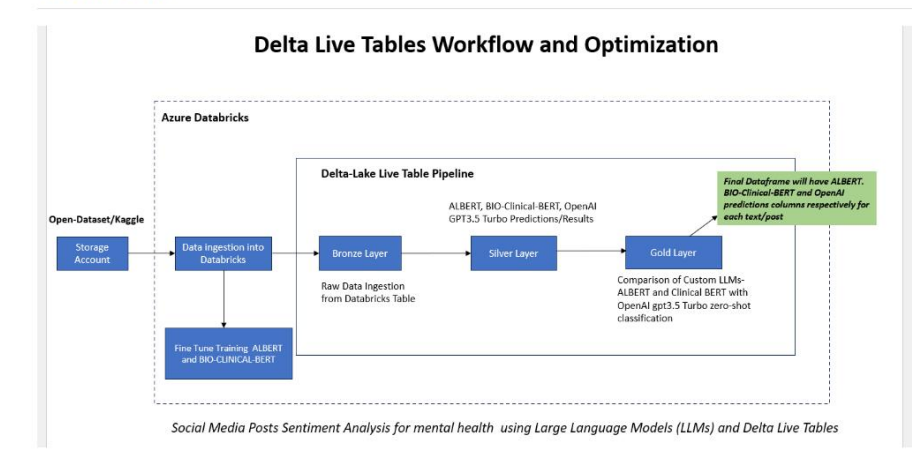 Delta Live Tables Workflow and Optimization
Azure Databricks
Delta-Lake Live Table Pipeline
Final Dataframe will have ALBERT.
BIO-Clinical-BERT and OpenAI
predictions columns respectively for
each text/post
ALBERT, BIO-Clinical-BERT, OpenAI
GPT3.5 Turbo Predictions/Results
Open-Dataset/Kaggle
Storage
Account
Data ingestion into
Databricks
Bronze Layer
Silver Layer
Gold Layer
Raw Data Ingestion
from Databricks Table
Comparison of Custom LLMs-
ALBERT and Clinical BERT with
OpenAI gpt3.5 Turbo zero-shot
classification
Fine Tune Training ALBERT
and BIO-CLINICAL-BERT
Social Media Posts Sentiment Analysis for mental health using Large Language Models (LLMs) and Delta Live Tables